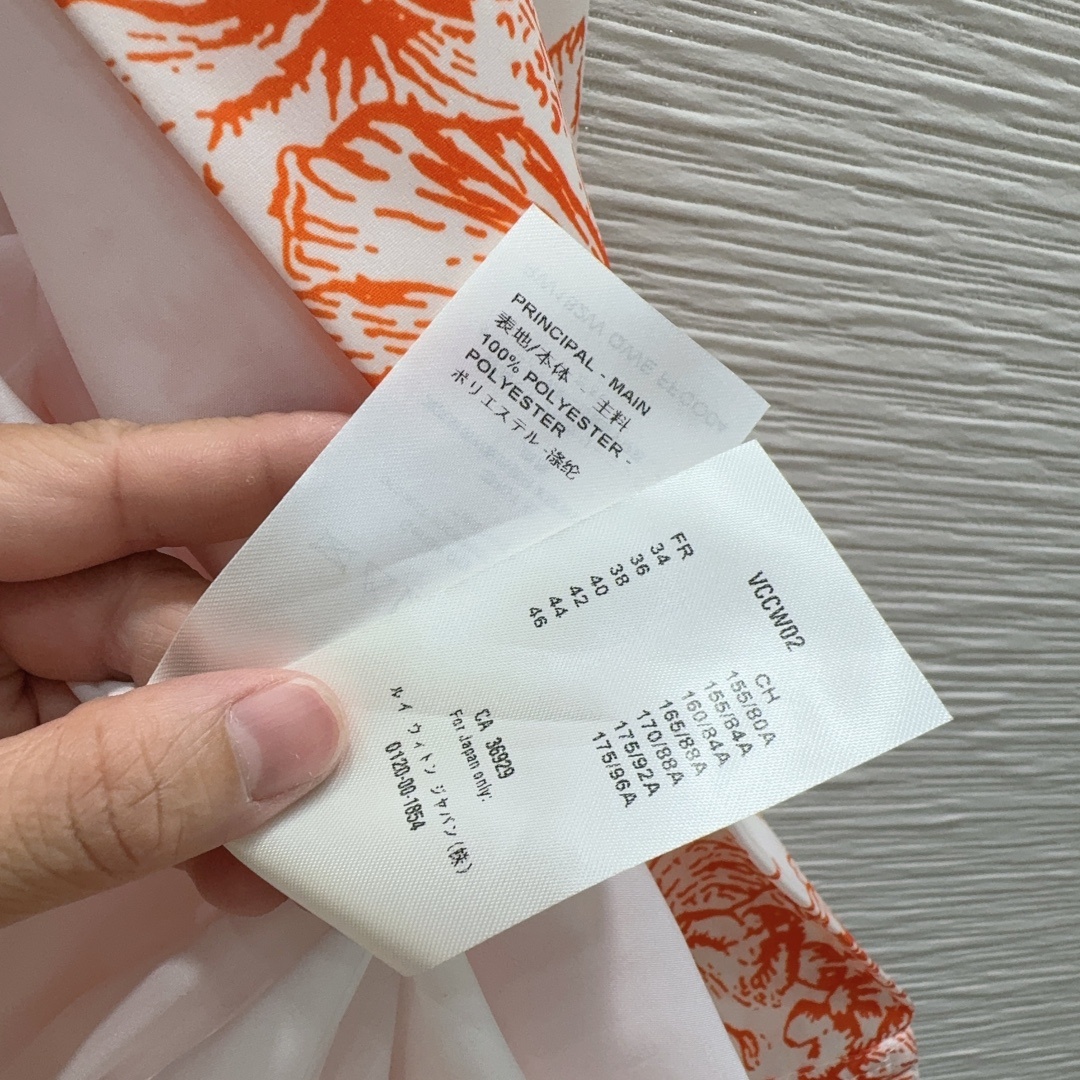 PRINCIPAL - MAIN
表地/本体 - 主料
100% POLYESTER -
POLYESTER
ポリエステル -涤纶
VCCW02
FR
34
36
38
40
42
44
46
CH
155/80A
155/84A
160/84A
165/88A
170/88A
175/92A
175/96A
CA 36929
For Japan only:
ルイ ヴィトン ジャパン(株)
0120-00-1854